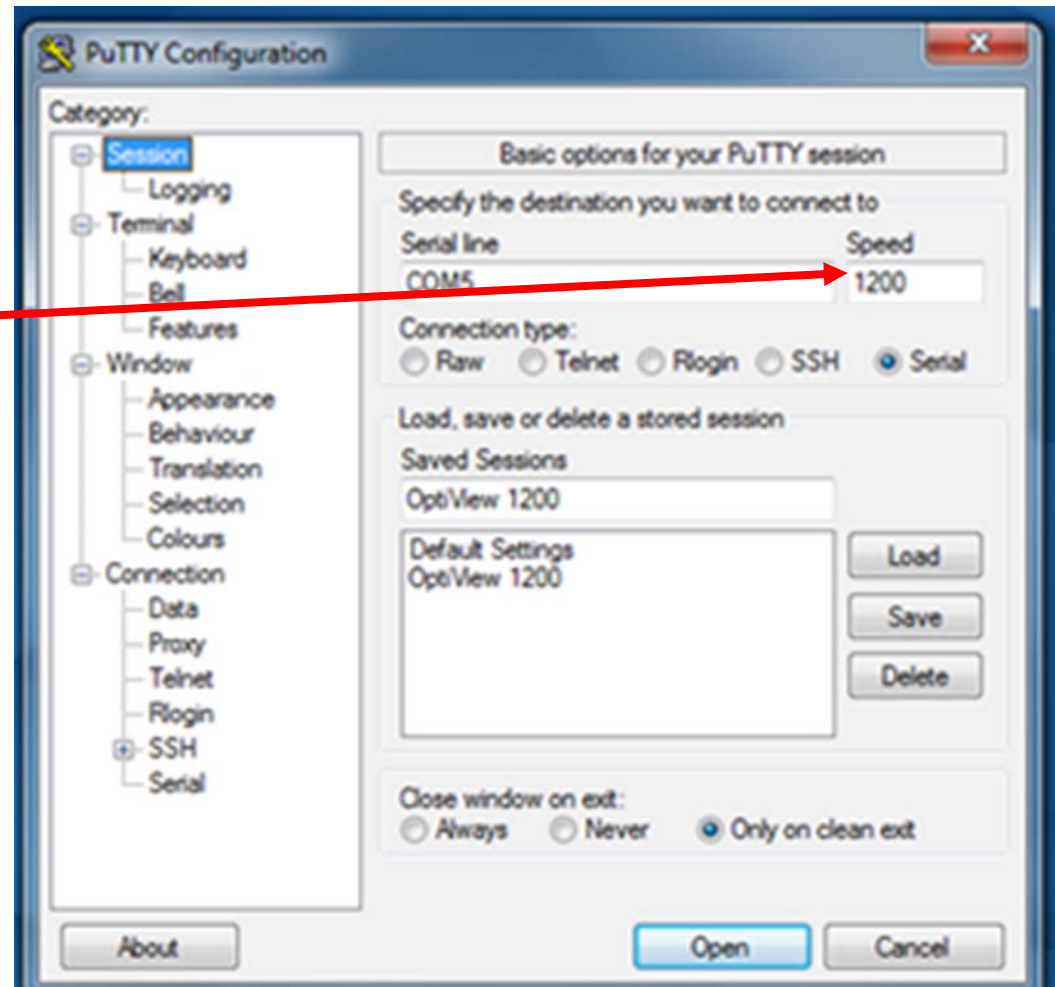 PuTTY Configuration
Category:
Session
Logging
Terminal
Keyboard
Bell
Features
Window
Appearance
Behaviour
Translation
Selection
Colours
Connection
Data
Proxy
Telnet
Rlogin
SSH
Serial
Basic options for your PuTTY session
Specify the destination you want to connect to
Serial line Speed
COM5 1200
Connection type:
Raw Telnet Rlogin SSH Serial
Load, save or delete a stored session
Saved Sessions
OptiView 1200
Default Settings
OptiView 1200
Load
Save
Delete
Close window on exit:
Always Never Only on clean exit
About Open Cancel